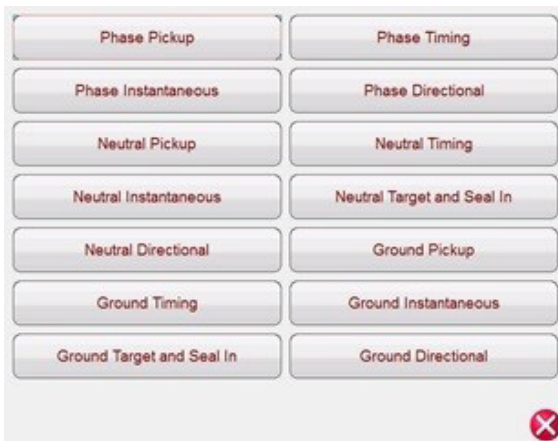 Phase Pickup
Phase Timing
Phase Instantaneous
Phase Directional
Neutral Pickup
Neutral Timing
Neutral Instantaneous
Neutral Target and Seal In
Neutral Directional
Ground Pickup
Ground Timing
Ground Instantaneous
Ground Target and Seal In
Ground Directional